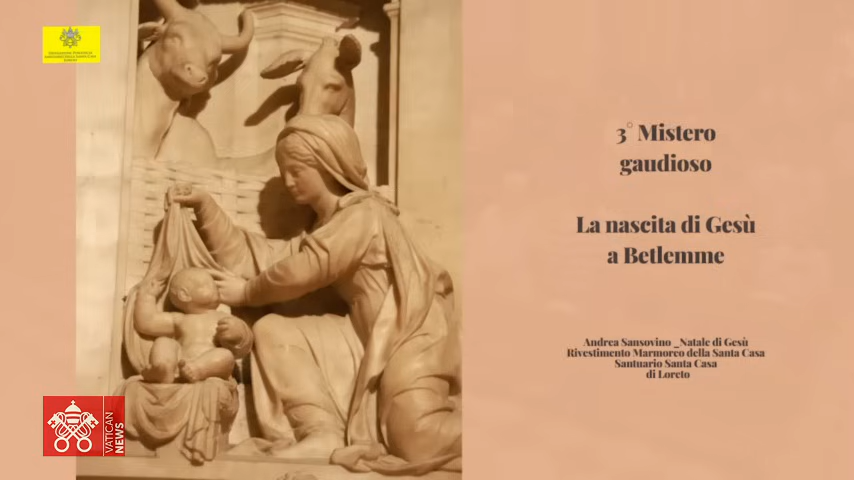 3° Mistero
gaudioso
La nascita di Gesù
a Betlemme
Andrea Sansovino _Natale di Gesù
Rivestimento Marmoreo della Santa Casa
Santuario Santa Casa
di Loreto
VATICAN
NEWS